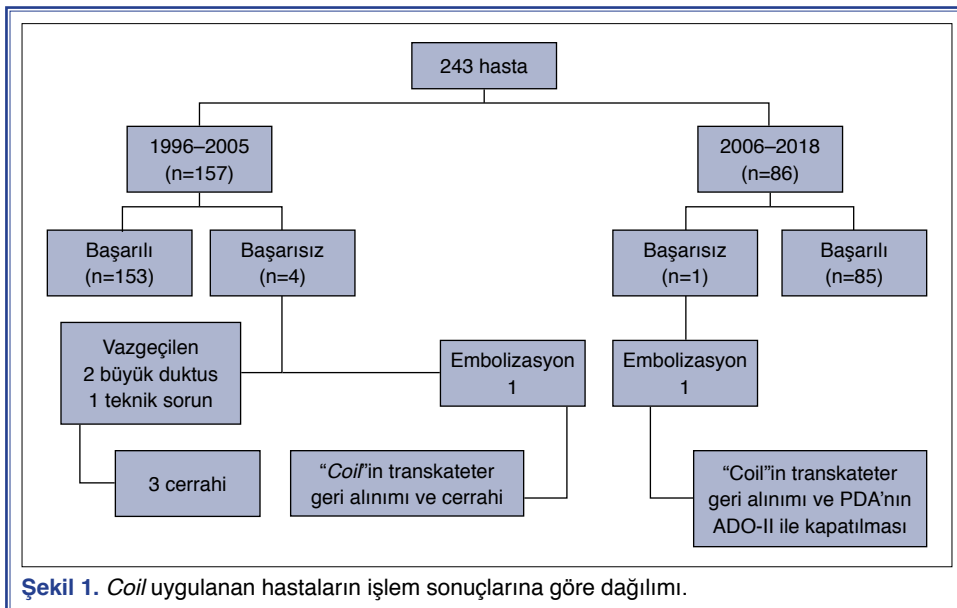 243 hasta
1996–2005
(n=157)
2006–2018
(n=86)
Başarılı
(n=153)
Başarısız
(n=4)
Başarısız
(n=1)
Başarılı
(n=85)
Vazgeçilen
2 büyük duktus
1 teknik sorun
Embolizasyon
1
Embolizasyon
1
3 cerrahi
“Coil”in transkateter
geri alınımı ve cerrahi
“Coil”in transkateter
geri alınımı ve PDA’nın
ADO-II ile kapatılması
Şekil 1. Coil uygulanan hastaların işlem sonuçlarına göre dağılımı.